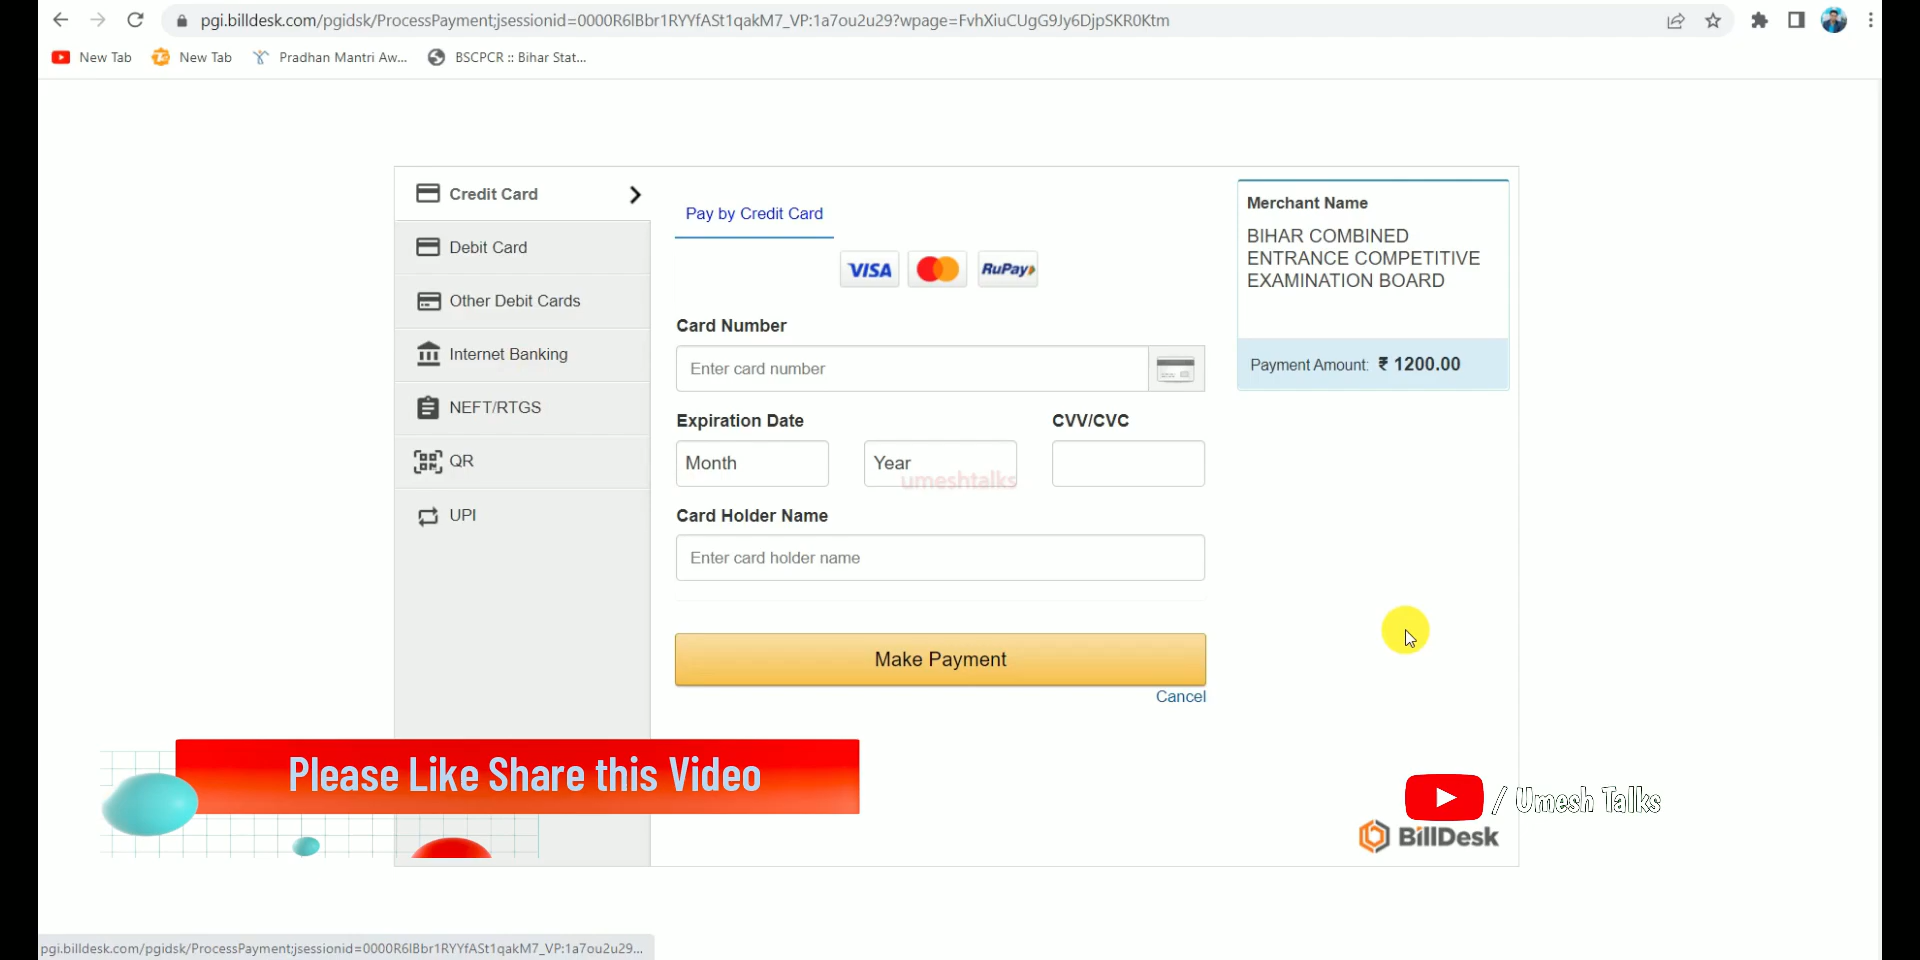 pgi.billdesk.com/pgidsk/ProcessPayment;jsessionid=0000R6lBbr1RYYfASt1qakM7_VP:1a7ou2u29?wpage=FvhXiuCUgG9Jy6DjpSKR0Ktm
New Tab
New Tab
Pradhan Mantri Aw...
BSCPCR :: Bihar Stat...
Credit Card
Debit Card
Other Debit Cards
Internet Banking
NEFT/RTGS
QR
UPI
Pay by Credit Card
VISA
RuPay
Card Number
Enter card number
Expiration Date
CVV/CVC
Month
Year
umeshtalks
Card Holder Name
Enter card holder name
Make Payment
Cancel
Merchant Name
BIHAR COMBINED
ENTRANCE COMPETITIVE
EXAMINATION BOARD
Payment Amount: ₹ 1200.00
Please Like Share this Video
/ Umesh Talks
BillDesk
pgi.billdesk.com/pgidsk/ProcessPayment;jsessionid=0000R6lBbr1RYYfASt1qakM7_VP:1a7ou2u29...